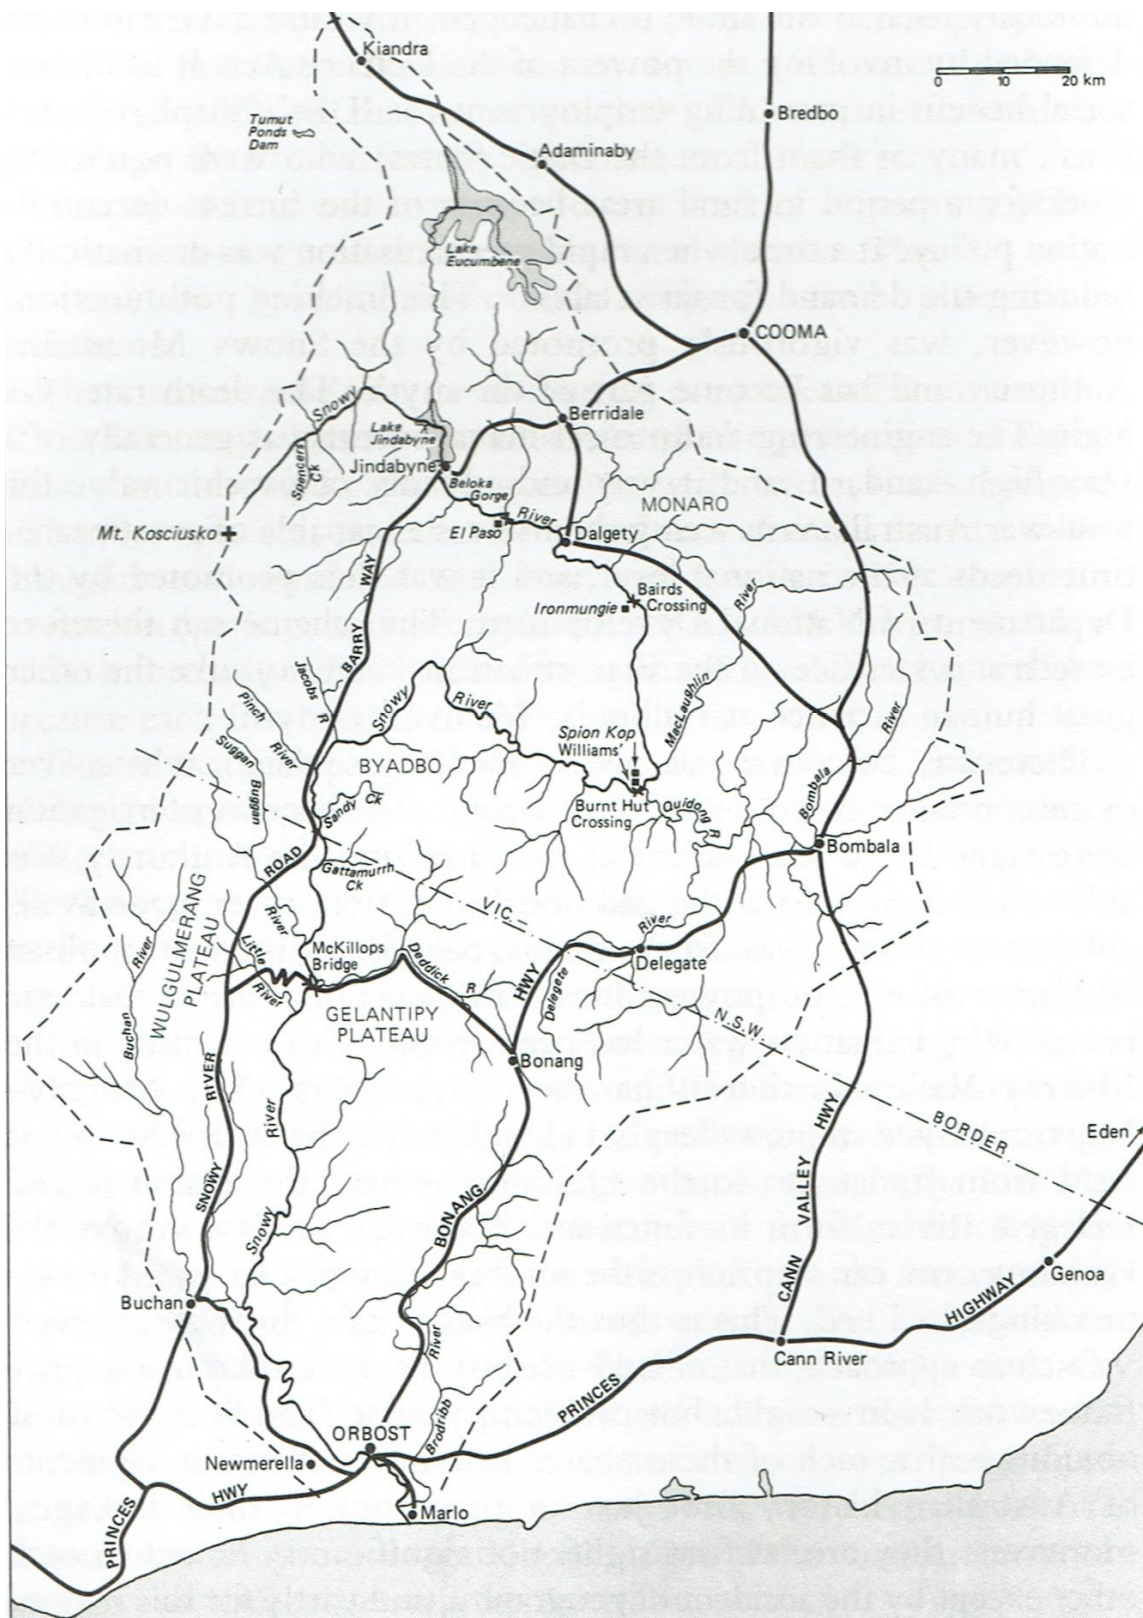 Kiandra
0 10 20 km
Bredbo
Tumut
Ponds
Dam
Adaminaby
Lake
Eucumbene
COOMA
Snowy
Berridale
Lake
Jindabyne
Spencers
Ck
Jindabyne
Beloka
Gorge
MONARO
River
Mt. Kosciusko
El Paso
Dalgety
BARRY WAY
Bairds
Crossing
Ironmungie
River
MacLaughlin
Jacobs
R
Snowy River
Pinch
River
River
Suggan
Buggan
Spion Kop
Williams'
BYADBO
Sandy Ck
Burnt Hut
Crossing
Quidong
R
Bombala
Bombala
ROAD
Gattamurrh
Ck
VIC.
WULGULMERANG
PLATEAU
River
River
River
Little
River
McKillops
Bridge
Deddick
R
HWY
Delegate
Delegete
Buchan
GELANTIPY
PLATEAU
N.S.W
Bonang
RIVER
River
HWY
BORDER
Eden
SNOWY
BONANG
VALLEY
Snowy
CANN
Genoa
Buchan
HIGHWAY
River
Cann River
PRINCES
Brodribb
ORBOST
Newmerella
HWY
Marlo
PRINCES